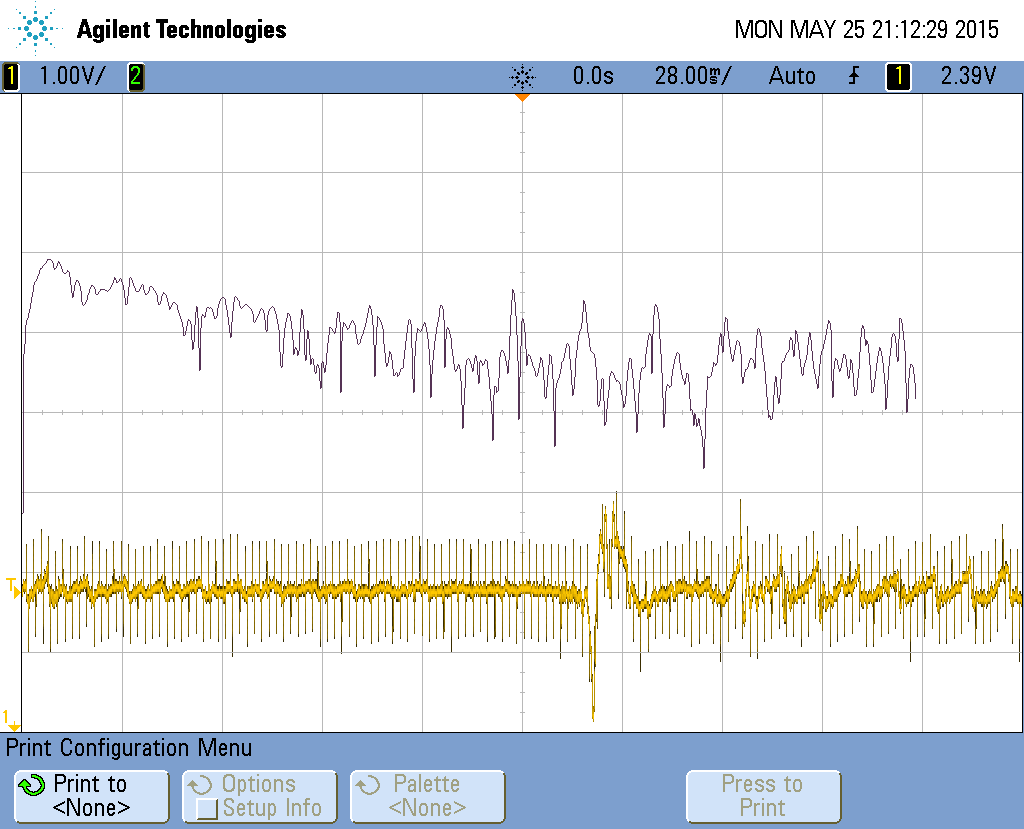 Agilent Technologies
MON MAY 25 21:12:29 2015
1 1.00V/ 2 0.0s 28.00ms/ Auto 1 2.39V
T
1
Print Configuration Menu
Print to
<None>
Options
Setup Info
Palette
<None>
Press to
Print